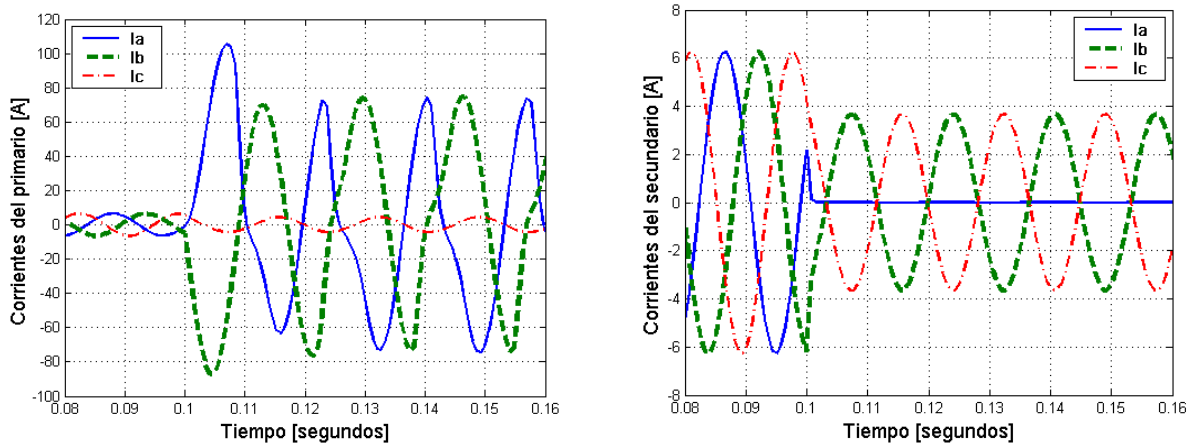 Corrientes del primario [A]
120
100
80
60
40
20
0
-20
-40
-60
-80
-100
Ia
Ib
Ic
0.08 0.09 0.1 0.11 0.12 0.13 0.14 0.15 0.16
Tiempo [segundos]
Corrientes del secundario [A]
8
6
4
2
0
-2
-4
-6
-8
Ia
Ib
Ic
0.08 0.09 0.1 0.11 0.12 0.13 0.14 0.15 0.16
Tiempo [segundos]